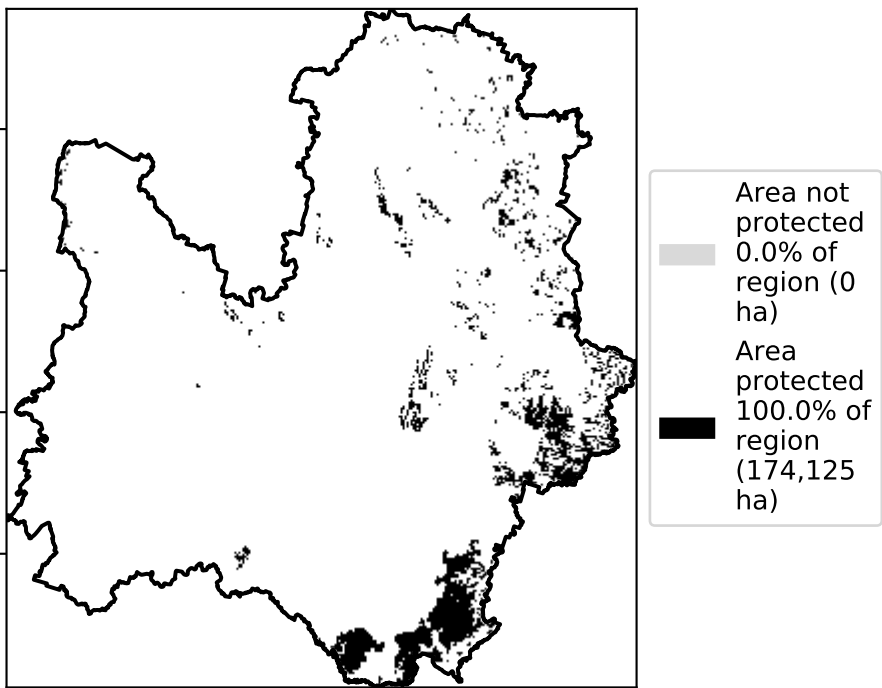 Area not
protected
0.0% of
region (0
ha)
Area
protected
100.0% of
region
(174,125
ha)